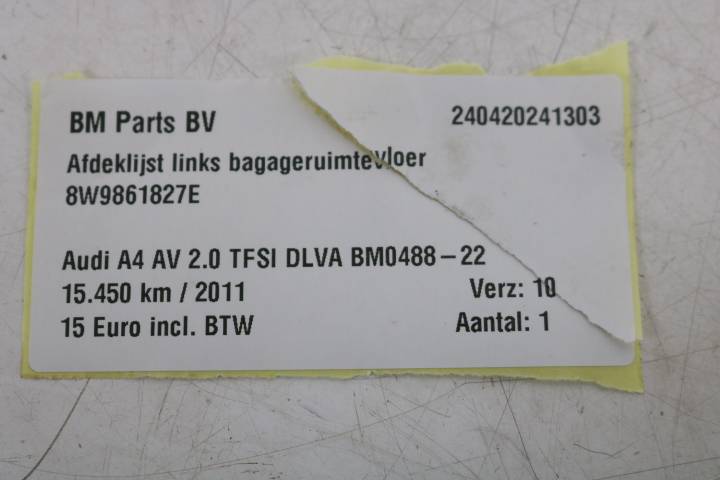 BM Parts BV 240420241303
Afdeklijst links bagageruimtevloer
8W9861827E
Audi A4 AV 2.0 TFSI DLVA BM0488-22
15.450 km / 2011 Verz: 10
15 Euro incl. BTW Aantal: 1